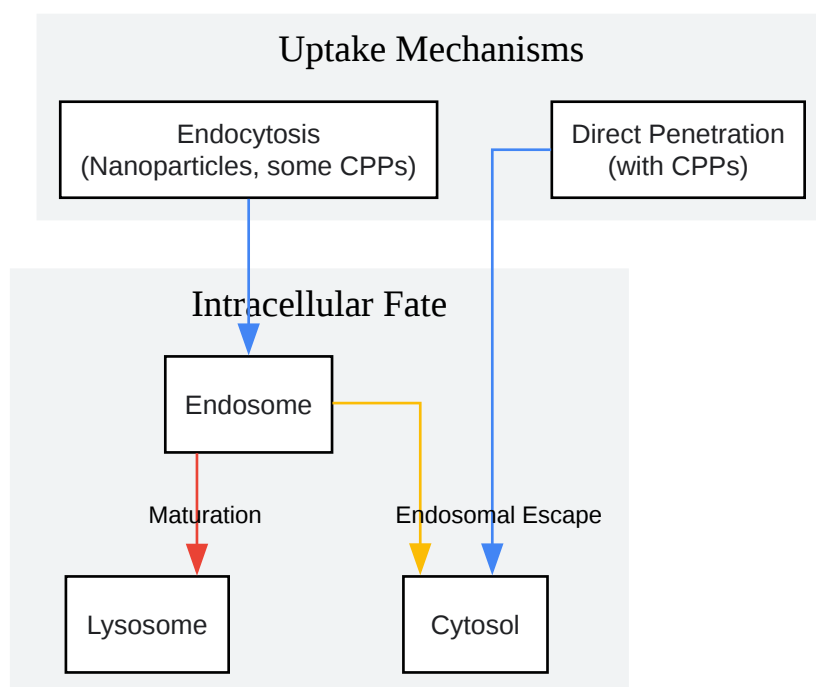 Uptake Mechanisms
Endocytosis
(Nanoparticles, some CPPs)
Direct Penetration
(with CPPs)
Intracellular Fate
Endosome
Maturation
Endosomal Escape
Lysosome
Cytosol